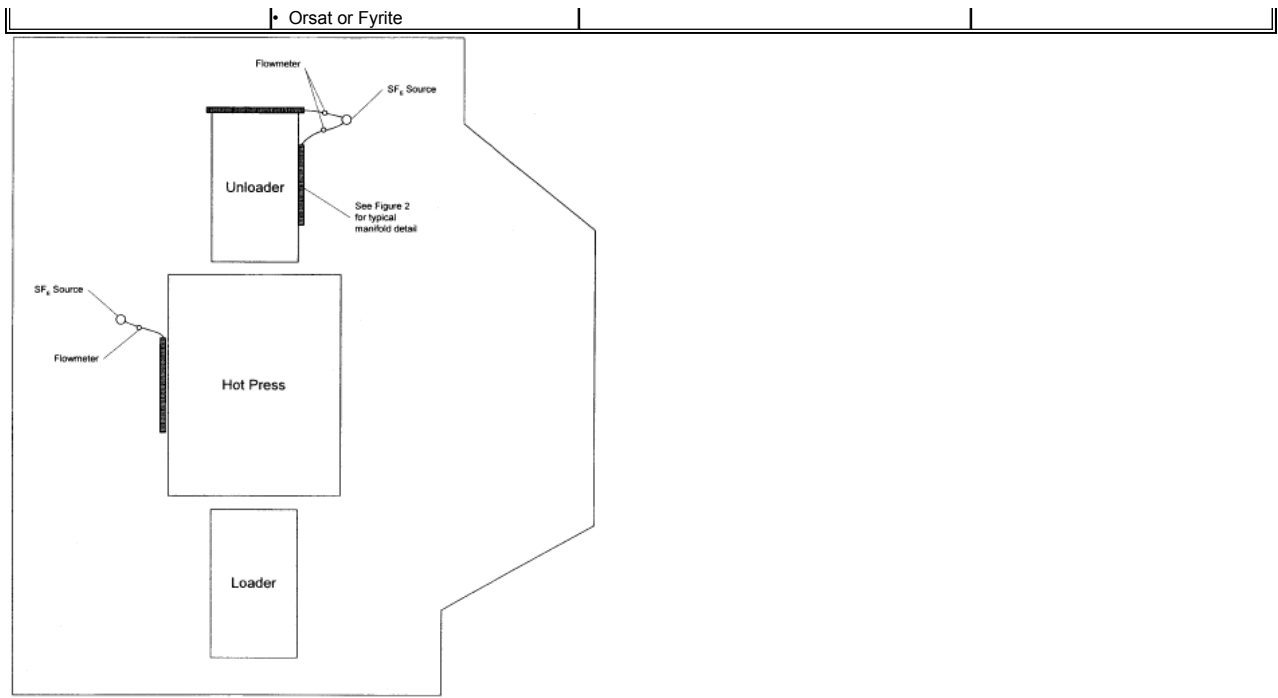 • Orsat or Fyrite
Flowmeter
SF₆ Source
Unloader
See Figure 2
for typical
manifold detail
SF₆ Source
Flowmeter
Hot Press
Loader